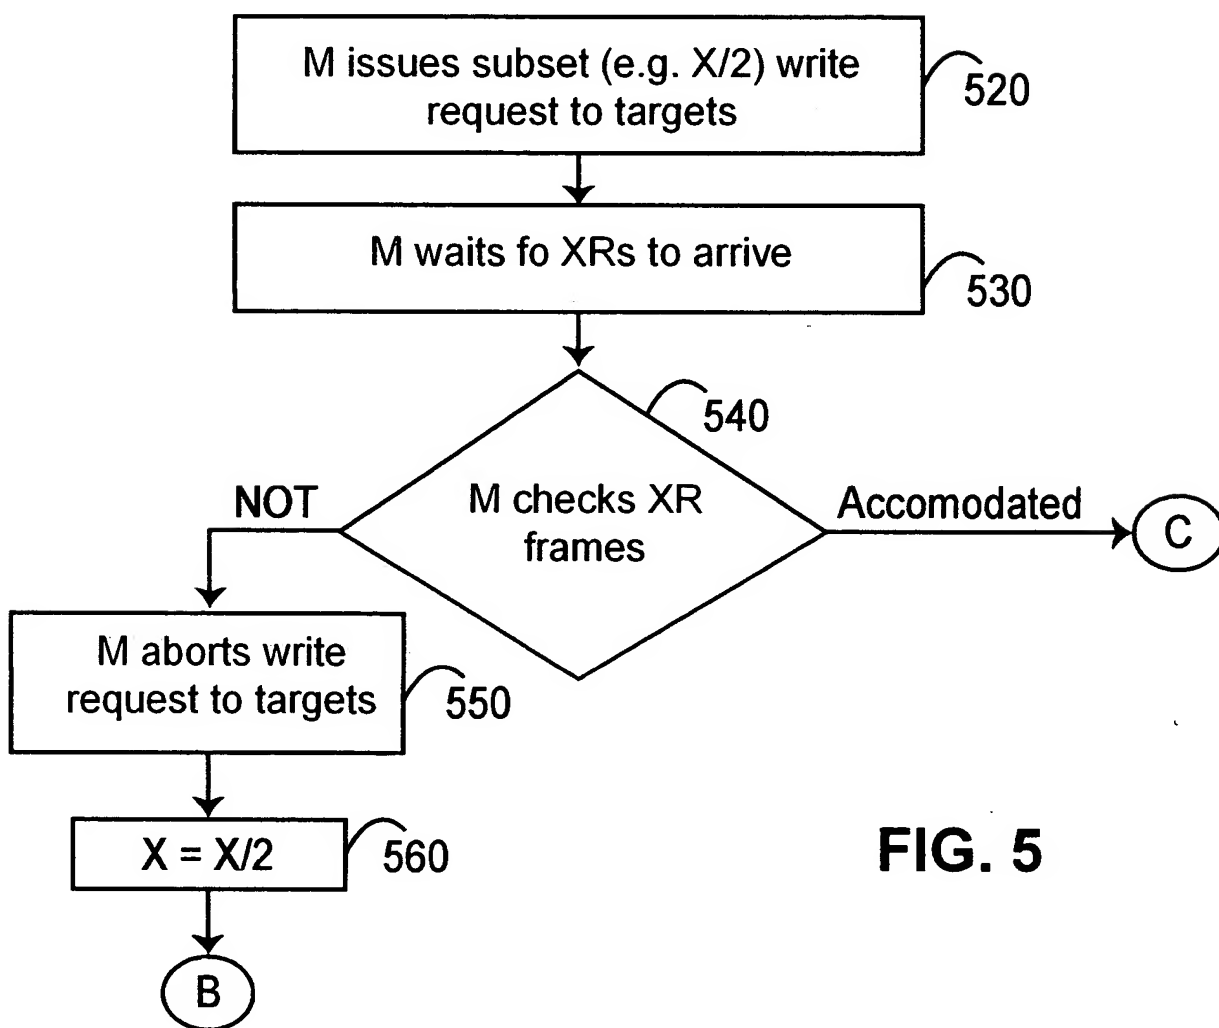 M issues subset (e.g. X/2) write
request to targets
520
M waits fo XRs to arrive
530
540
NOT
M checks XR
frames
Accomodated
C
M aborts write
request to targets
550
X = X/2
560
FIG. 5
B